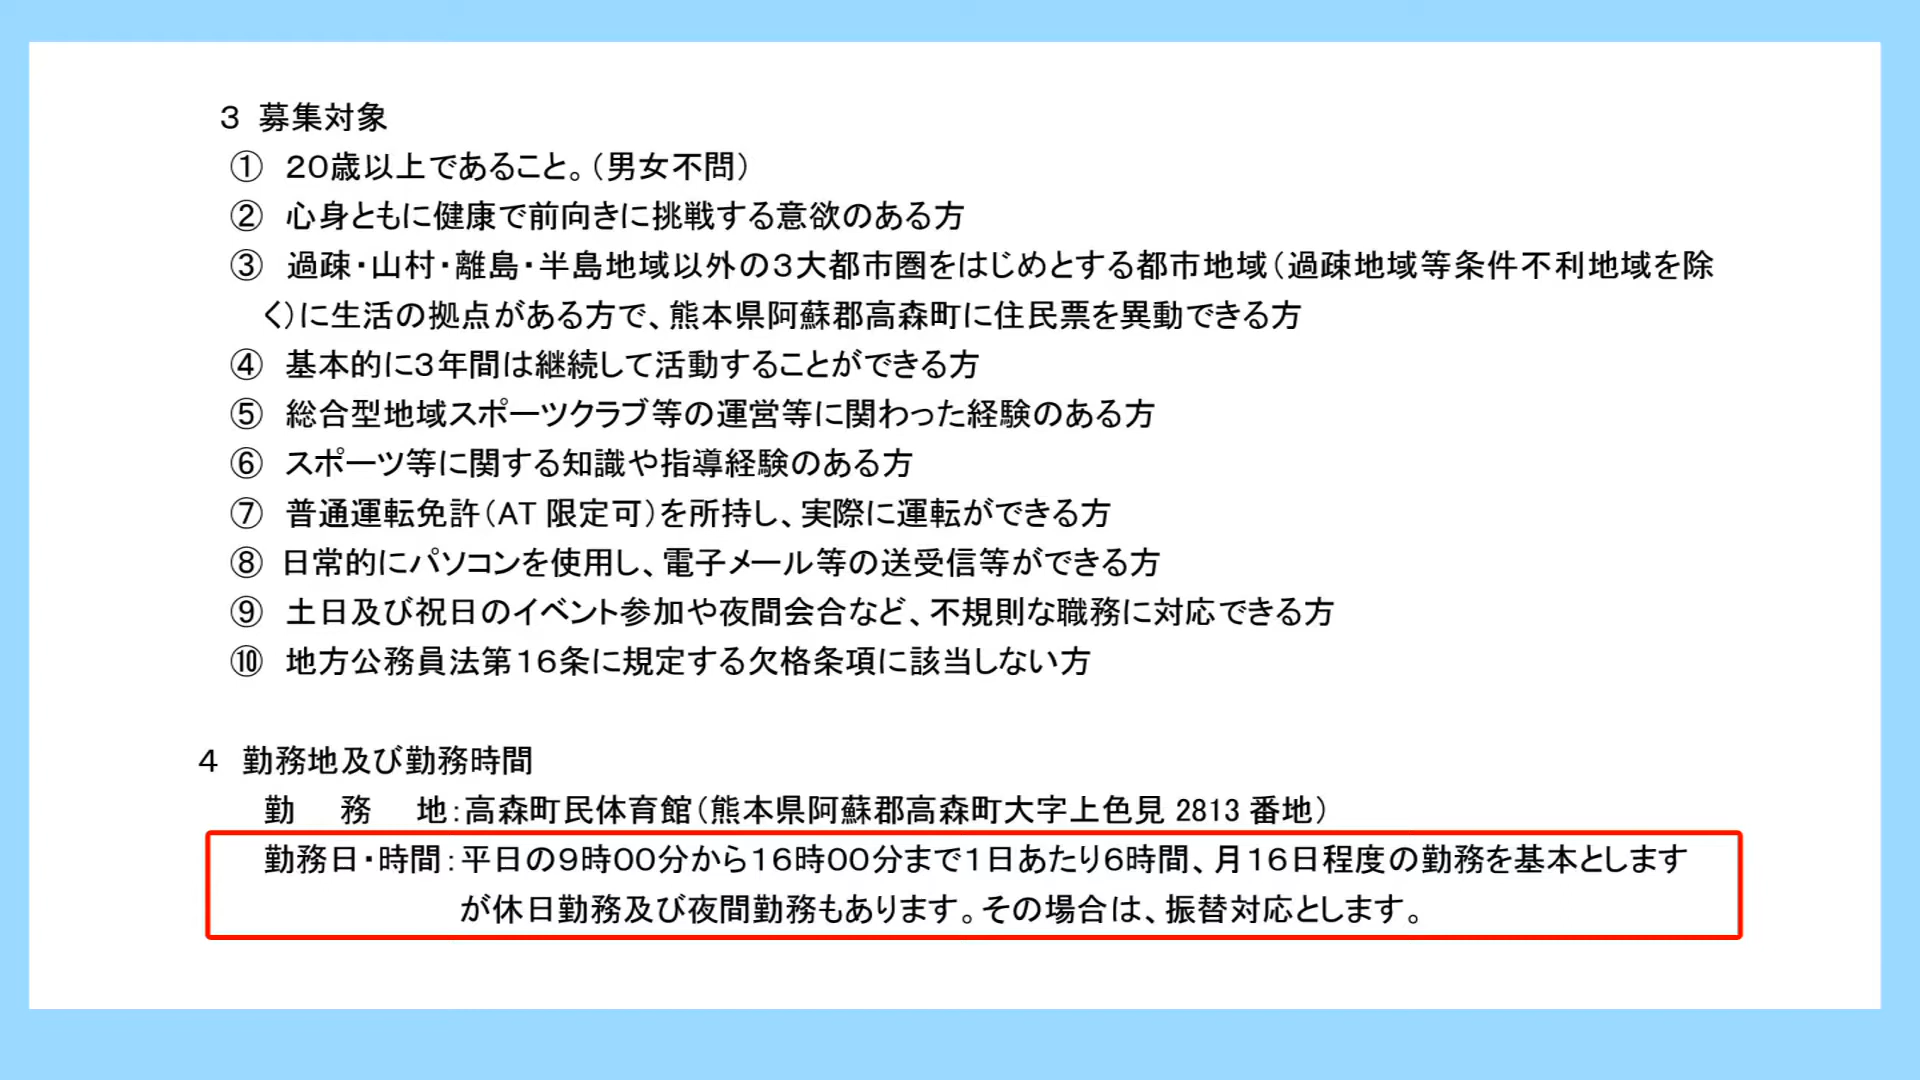 ３ 募集対象
① ２０歳以上であること。（男女不問）
② 心身ともに健康で前向きに挑戦する意欲のある方
③ 過疎・山村・離島・半島地域以外の３大都市圏をはじめとする都市地域（過疎地域等条件不利地域を除
く）に生活の拠点がある方で、熊本県阿蘇郡高森町に住民票を異動できる方
④ 基本的に３年間は継続して活動することができる方
⑤ 総合型地域スポーツクラブ等の運営等に関わった経験のある方
⑥ スポーツ等に関する知識や指導経験のある方
⑦ 普通運転免許（AT 限定可）を所持し、実際に運転ができる方
⑧ 日常的にパソコンを使用し、電子メール等の送受信等ができる方
⑨ 土日及び祝日のイベント参加や夜間会合など、不規則な職務に対応できる方
⑩ 地方公務員法第１６条に規定する欠格条項に該当しない方
４ 勤務地及び勤務時間
勤 務 地：高森町民体育館（熊本県阿蘇郡高森町大字上色見 2813 番地）
勤務日・時間：平日の９時００分から１６時００分まで１日あたり６時間、月１６日程度の勤務を基本とします
が休日勤務及び夜間勤務もあります。その場合は、振替対応とします。